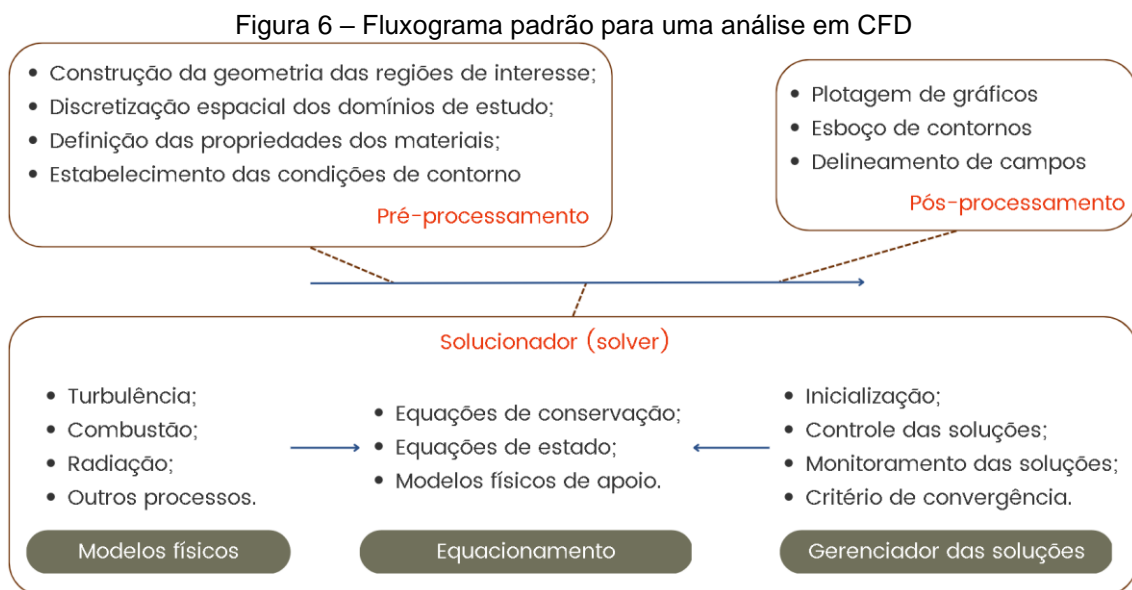 Figura 6 – Fluxograma padrão para uma análise em CFD
• Construção da geometria das regiões de interesse;
• Discretização espacial dos domínios de estudo;
• Definição das propriedades dos materiais;
• Estabelecimento das condições de contorno
Pré-processamento
• Plotagem de gráficos
• Esboço de contornos
• Delineamento de campos
Pós-processamento
Solucionador (solver)
• Turbulência;
• Combustão;
• Radiação;
• Outros processos.
Modelos físicos
• Equações de conservação;
• Equações de estado;
• Modelos físicos de apoio.
Equacionamento
• Inicialização;
• Controle das soluções;
• Monitoramento das soluções;
• Critério de convergência.
Gerenciador das soluções